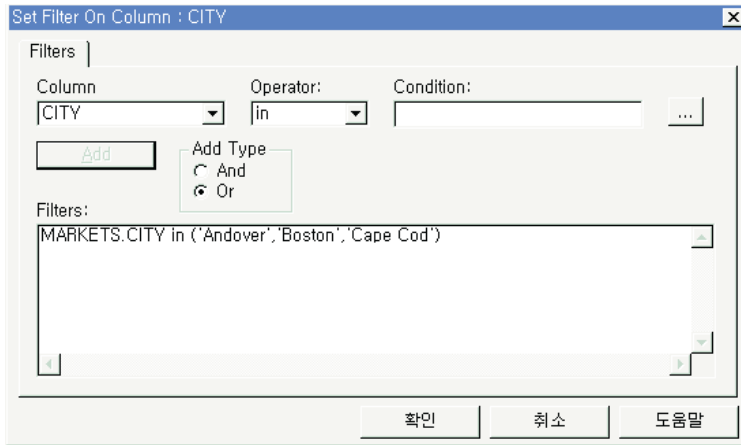 Set Filter On Column : CITY
Filters
Column Operator: Condition:
CITY in ...
Add Add Type
And
Or
Filters:
MARKETS.CITY in ('Andover','Boston','Cape Cod')
확인 취소 도움말